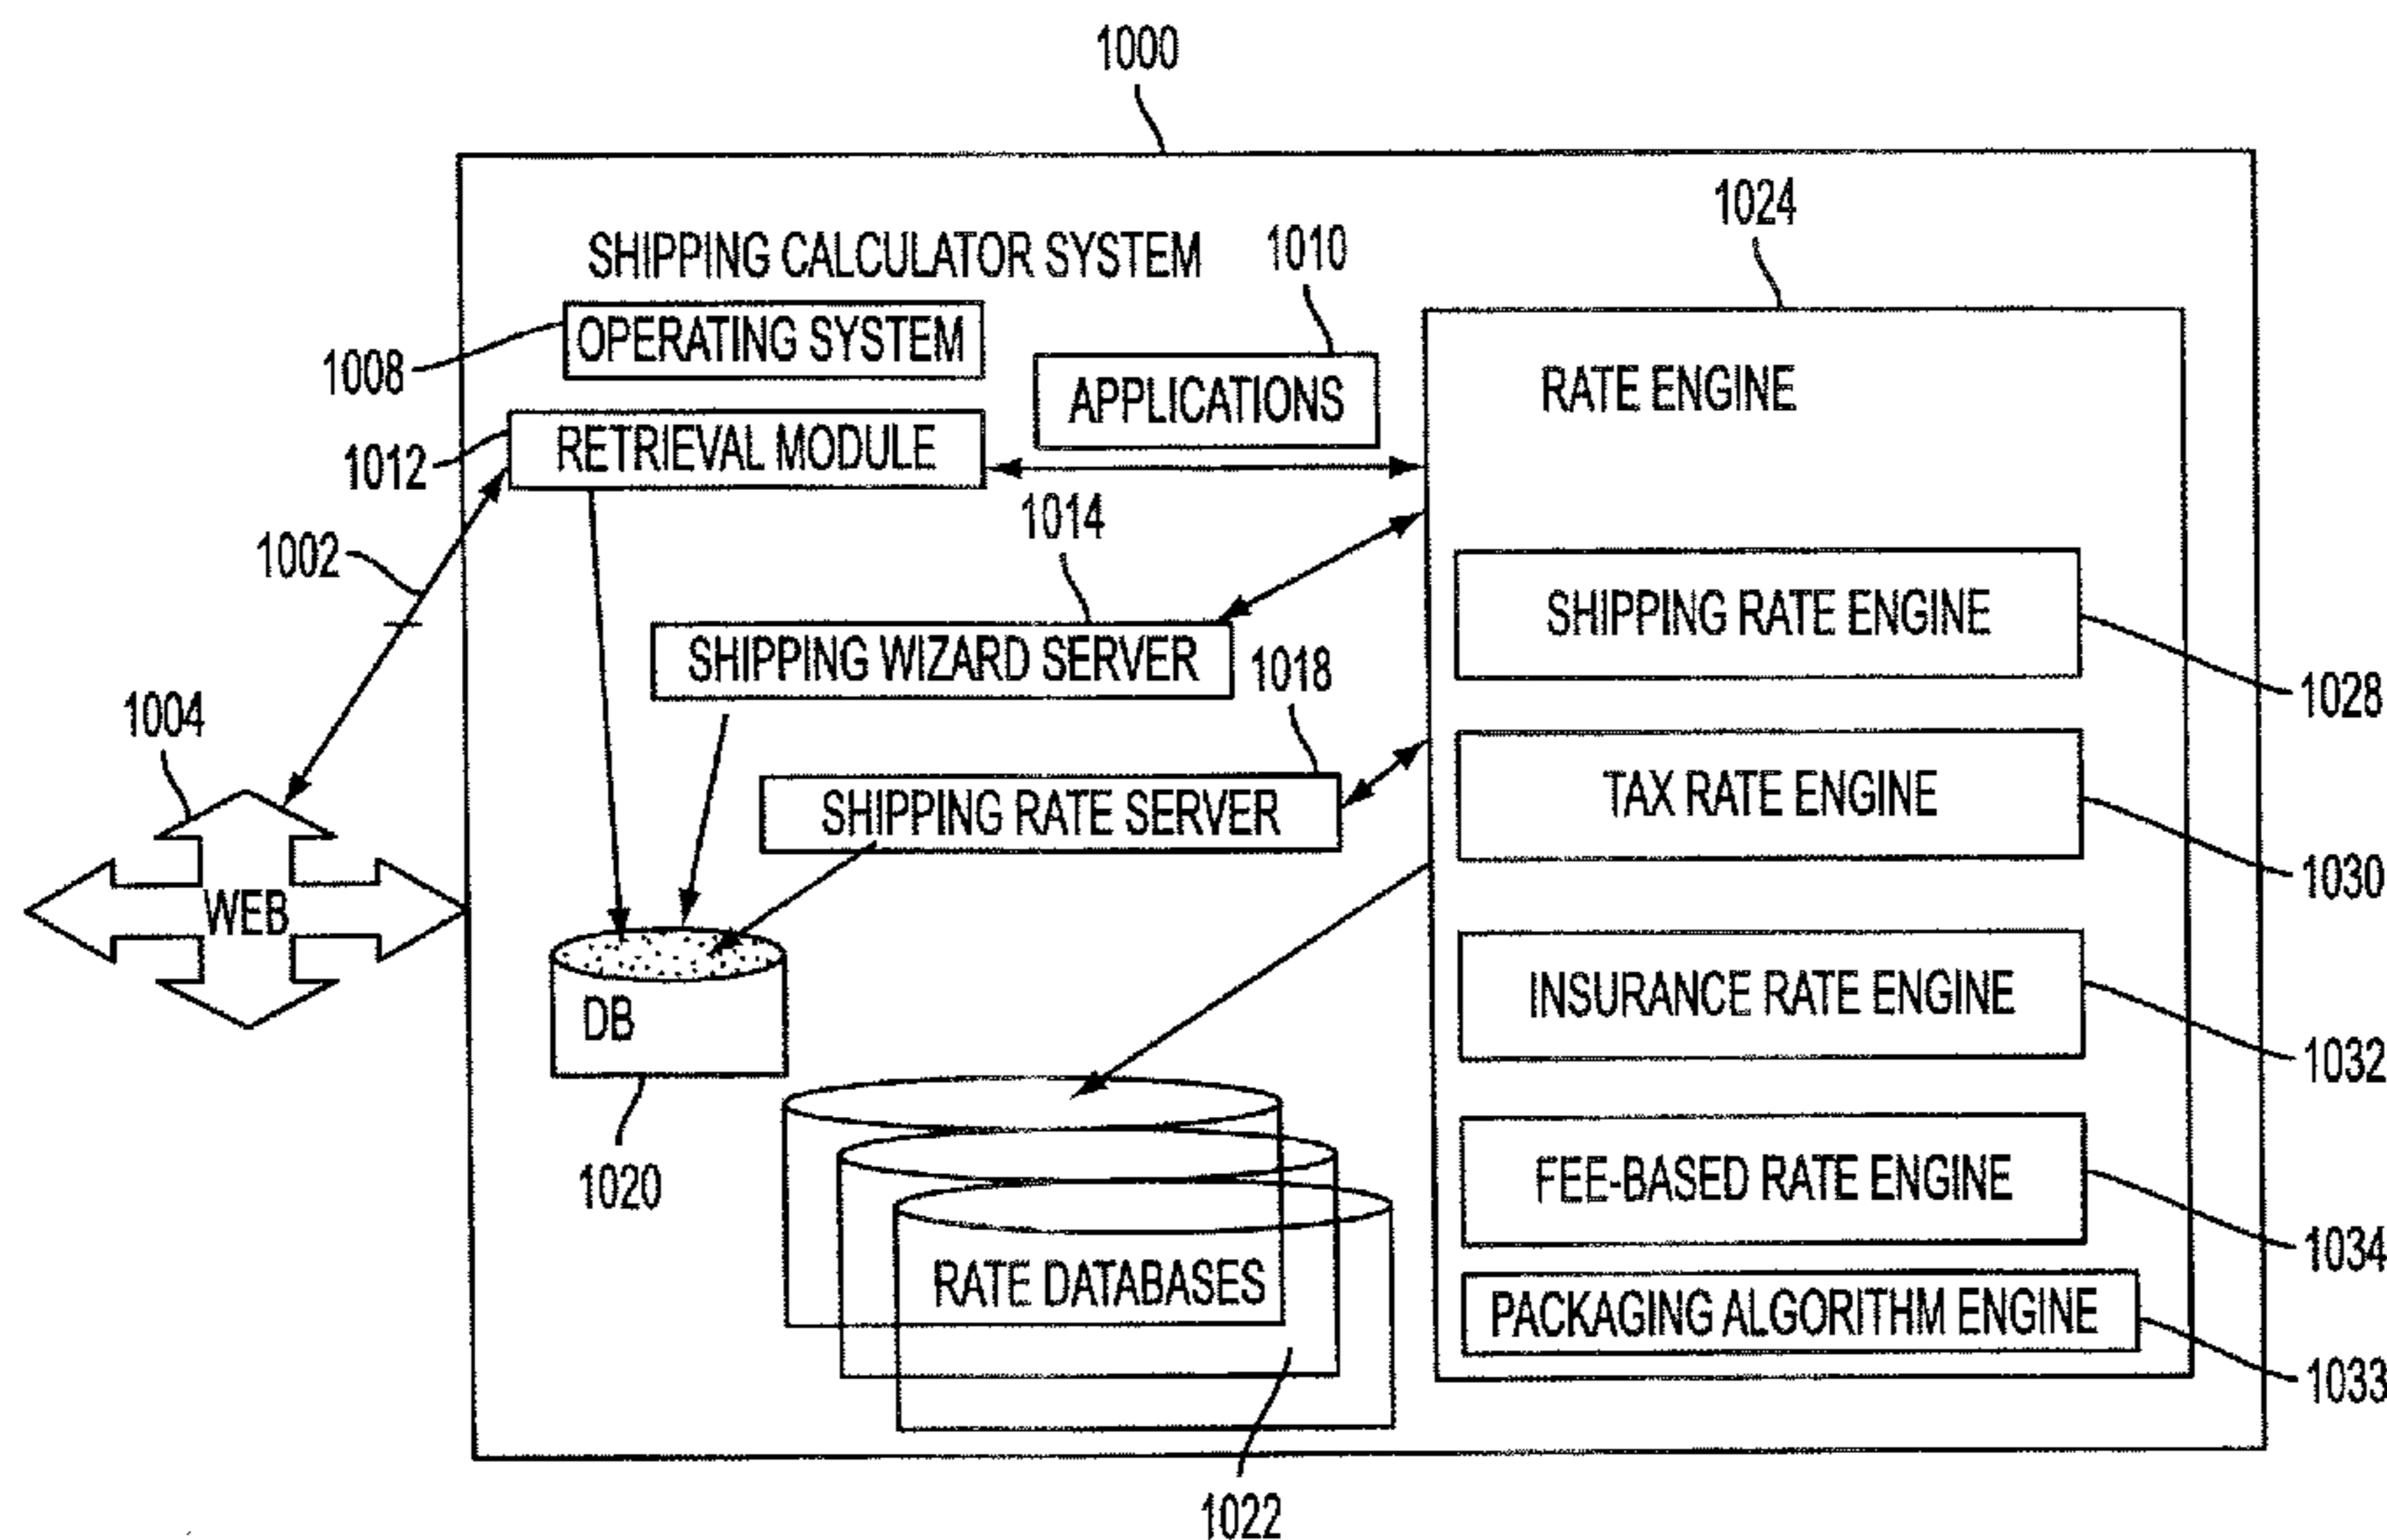 1000
1024
SHIPPING CALCULATOR SYSTEM
1010
OPERATING SYSTEM
1008
APPLICATIONS
RATE ENGINE
RETRIEVAL MODULE
1012
1014
1002
SHIPPING RATE ENGINE
SHIPPING WIZARD SERVER
1018
1028
1004
TAX RATE ENGINE
SHIPPING RATE SERVER
1030
WEB
INSURANCE RATE ENGINE
DB
1032
FEE-BASED RATE ENGINE
1020
1034
RATE DATABASES
PACKAGING ALGORITHM ENGINE
1033
1022